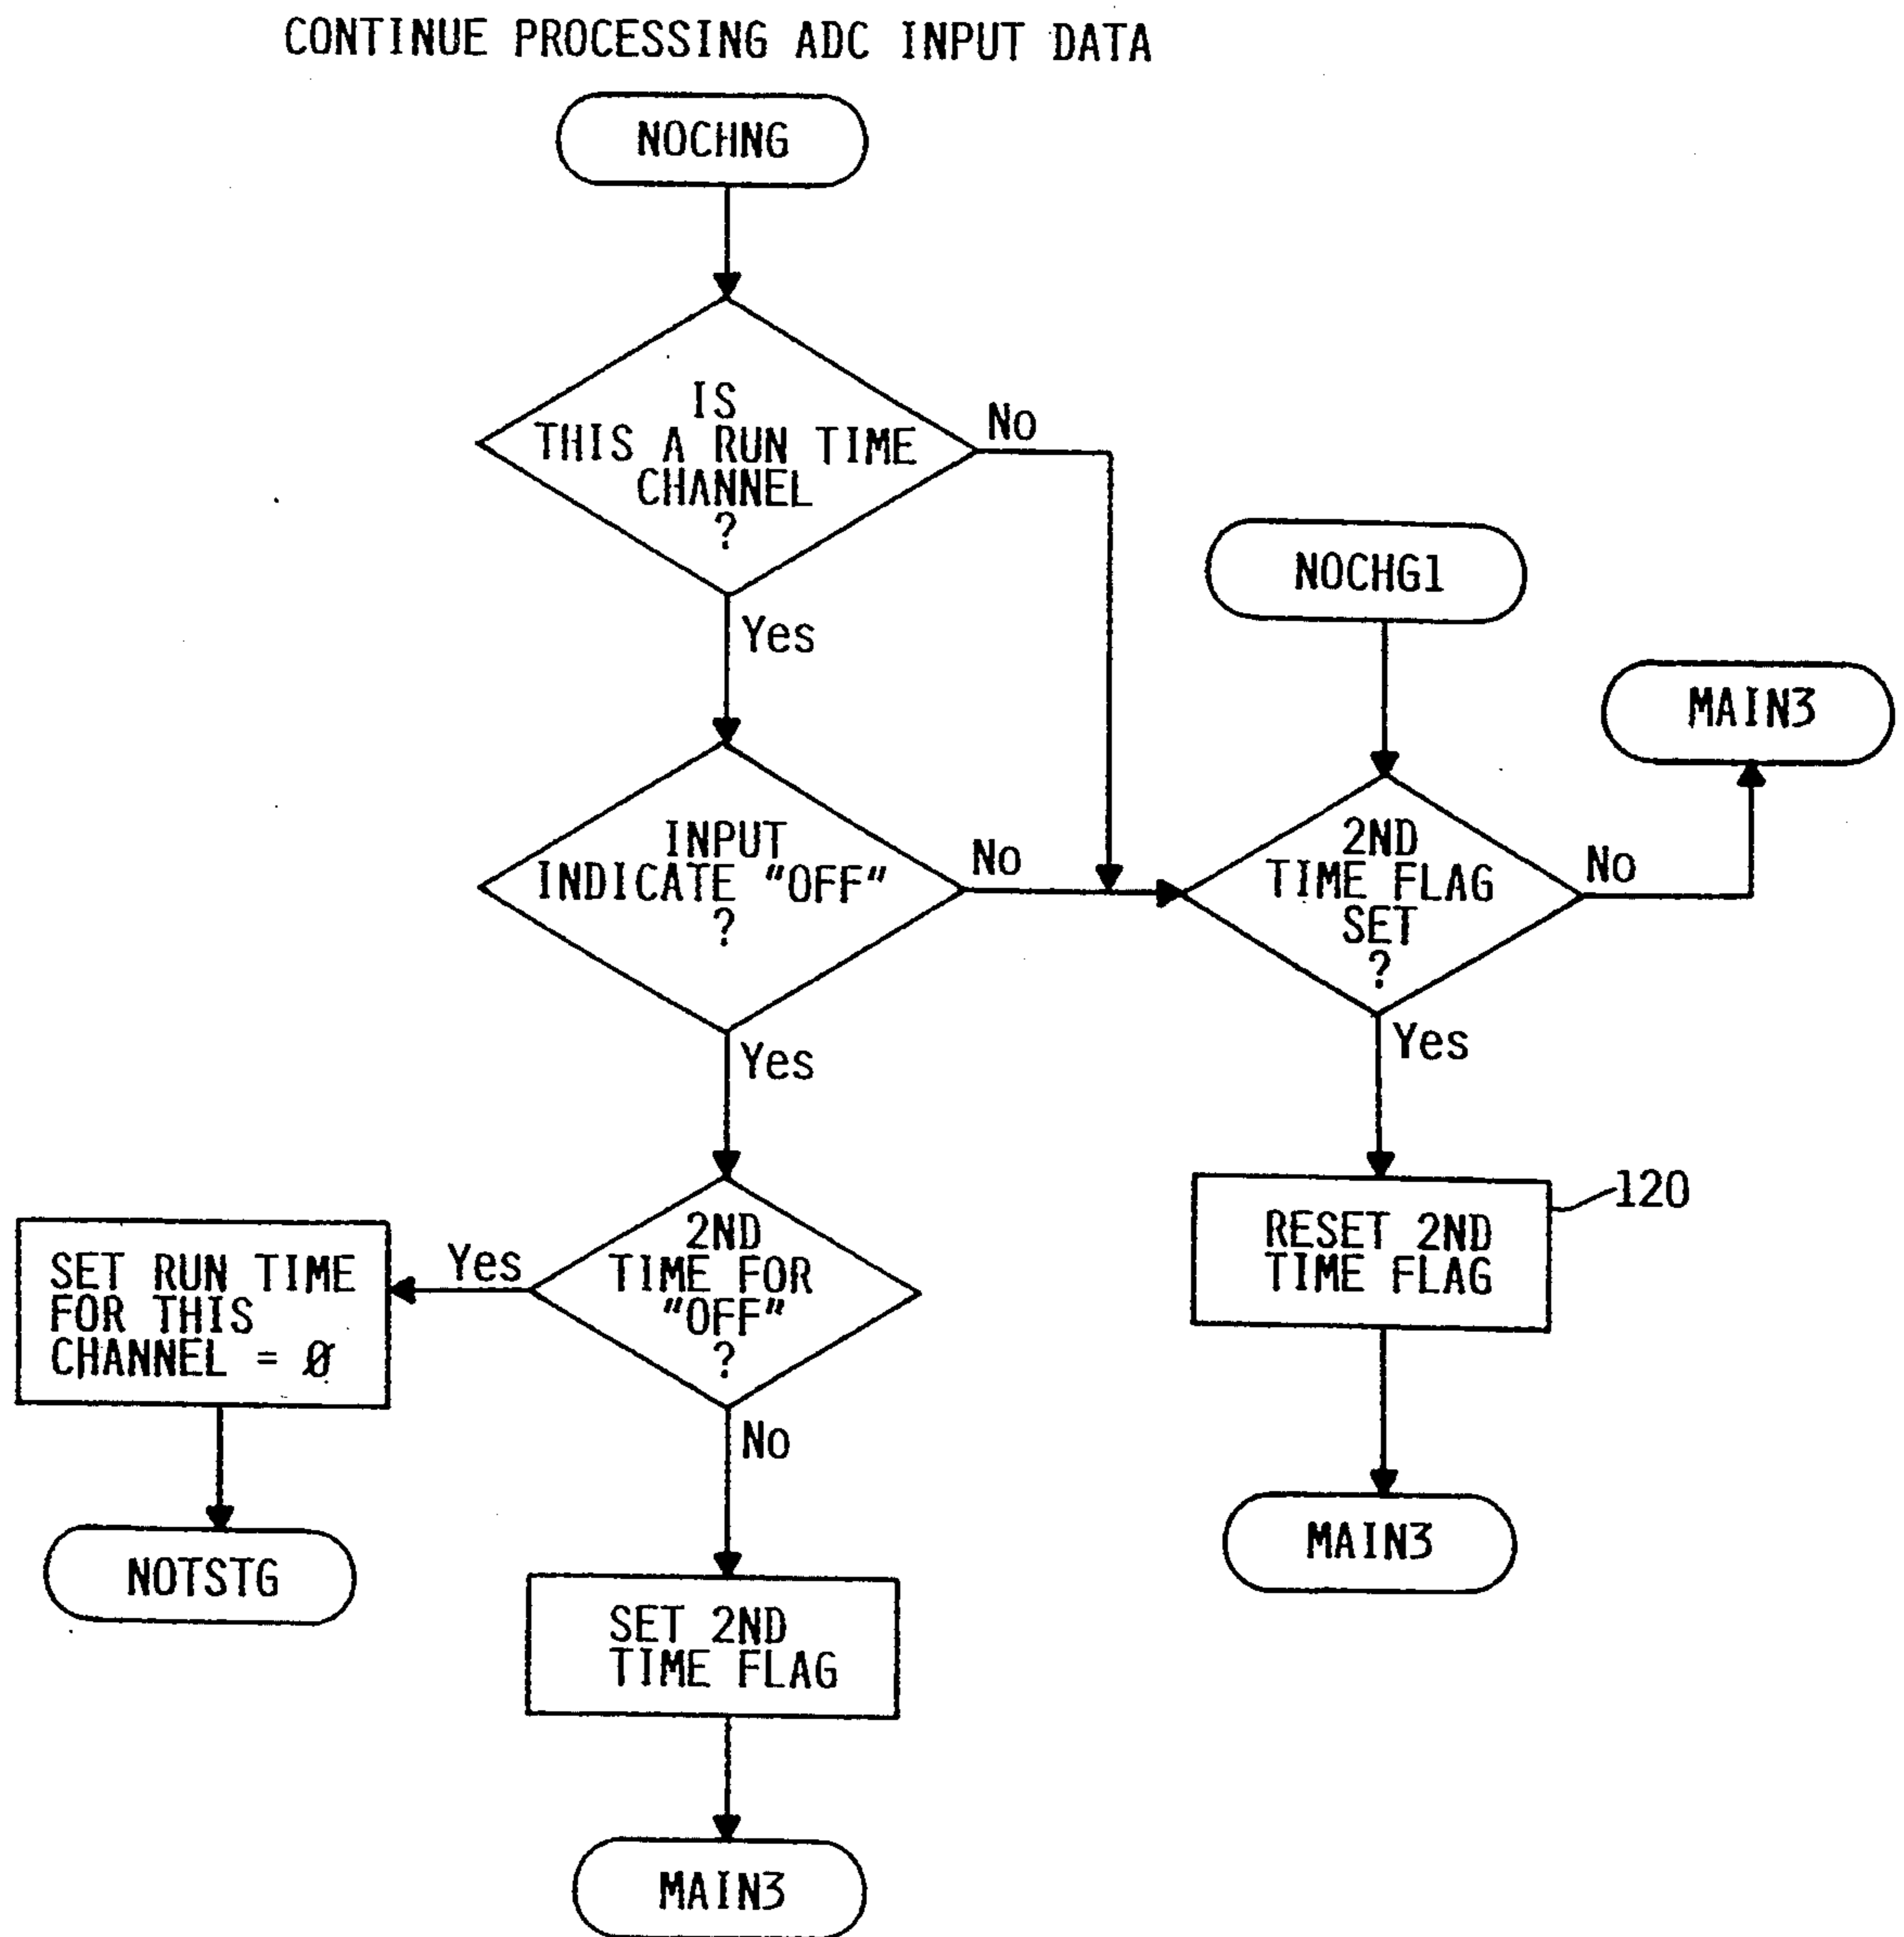 CONTINUE PROCESSING ADC INPUT DATA
NOCHNG
IS
THIS A RUN TIME
CHANNEL
?
No
Yes
NOCHG1
MAIN3
INPUT
INDICATE "OFF"
?
No
Yes
2ND
TIME FLAG
SET
?
No
Yes
2ND
TIME FOR
"OFF"
?
Yes
No
SET RUN TIME
FOR THIS
CHANNEL = Ø
NOTSTG
RESET 2ND
TIME FLAG
120
MAIN3
SET 2ND
TIME FLAG
MAIN3